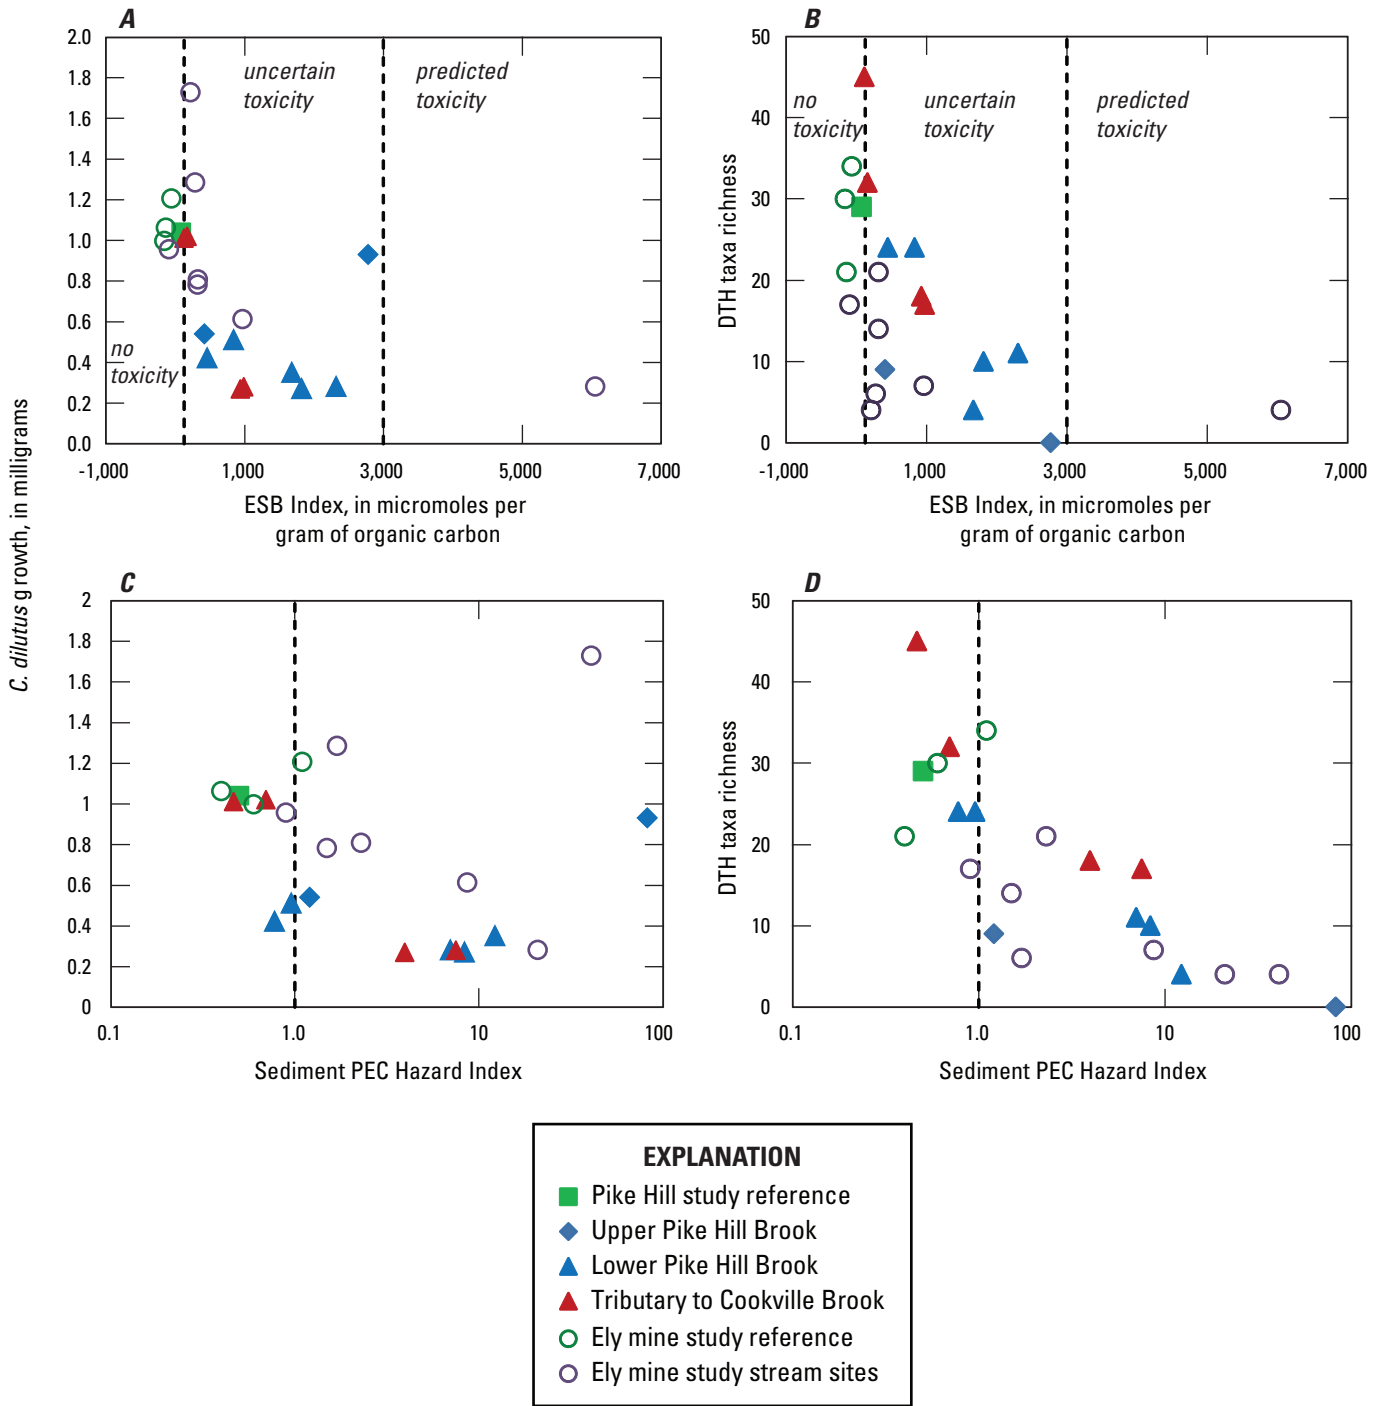 A
2.0
1.8
1.6
1.4
1.2
1.0
0.8
0.6
0.4
0.2
0.0
uncertain
toxicity
predicted
toxicity
no
toxicity
-1,000
1,000
3,000
5,000
7,000
ESB Index, in micromoles per
gram of organic carbon
B
50
40
30
20
10
0
DTH taxa richness
no
toxicity
uncertain
toxicity
predicted
toxicity
-1,000
1,000
3,000
5,000
7,000
ESB Index, in micromoles per
gram of organic carbon
C. dilutus growth, in milligrams
C
2
1.8
1.6
1.4
1.2
1
0.8
0.6
0.4
0.2
0
0.1
1.0
10
100
Sediment PEC Hazard Index
D
50
40
30
20
10
0
DTH taxa richness
0.1
1.0
10
100
Sediment PEC Hazard Index
EXPLANATION
Pike Hill study reference
Upper Pike Hill Brook
Lower Pike Hill Brook
Tributary to Cookville Brook
Ely mine study reference
Ely mine study stream sites